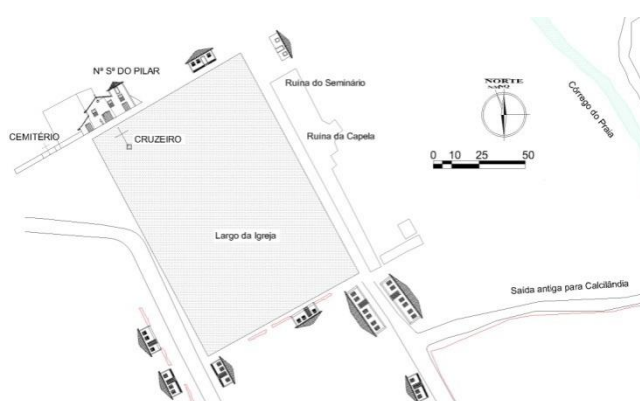 Nª Sª DO PILAR
CEMITÉRIO
CRUZEIRO
Ruína do Seminário
Ruína da Capela
NORTE
0 10 25 50
Córrego do Praia
Largo da Igreja
Saída antiga para Calcilândia